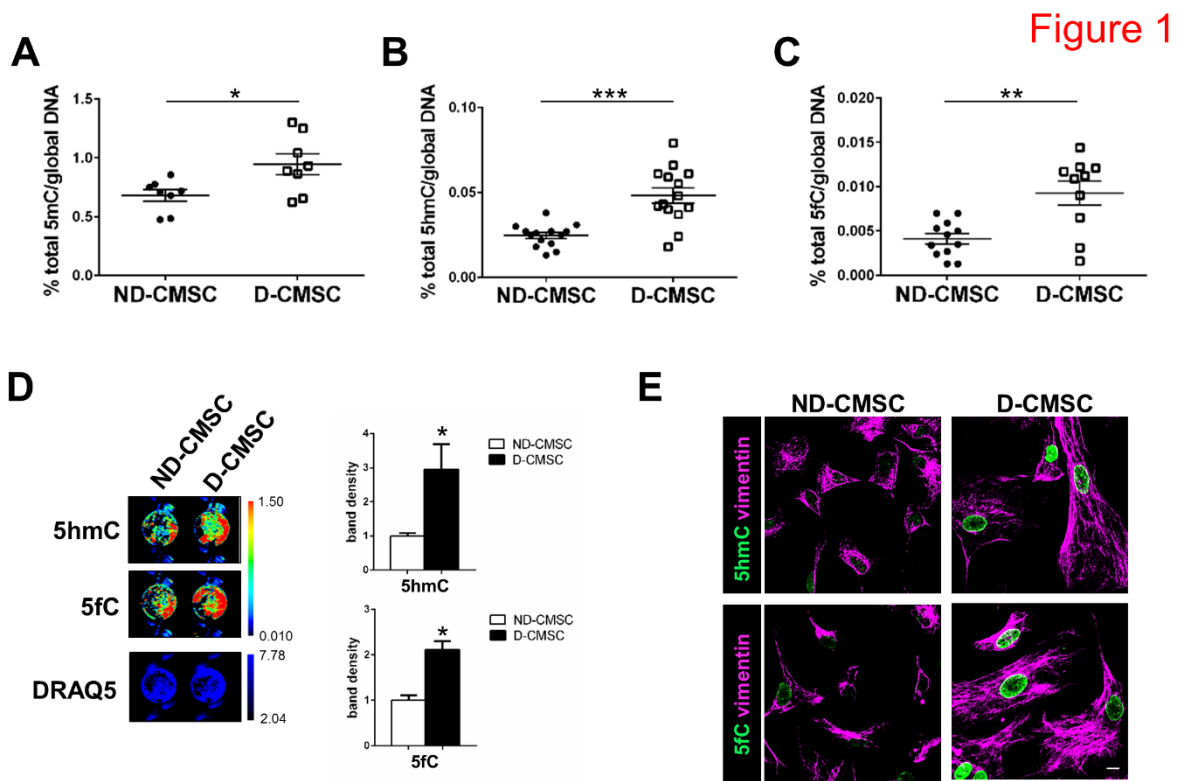 Figure 1
A
% total 5mC/global DNA
1.5
1.0
0.5
0.0
*
ND-CMSC
D-CMSC
B
% total 5hmC/global DNA
0.10
0.05
0.00
***
ND-CMSC
D-CMSC
C
% total 5fC/global DNA
0.020
0.015
0.010
0.005
0.000
**
ND-CMSC
D-CMSC
D
ND-CMSC
D-CMSC
5hmC
5fC
DRAQ5
1.50
0.010
7.78
2.04
band density
4
3
2
1
0
*
ND-CMSC
D-CMSC
5hmC
band density
4
3
2
1
0
*
ND-CMSC
D-CMSC
5fC
E
ND-CMSC
D-CMSC
5hmC vimentin
5fC vimentin